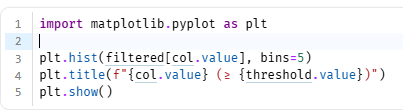 1 import matplotlib.pyplot as plt
2
3 plt.hist(filtered[col.value], bins=5)
4 plt.title(f"{col.value} (≥ {threshold.value})")
5 plt.show()